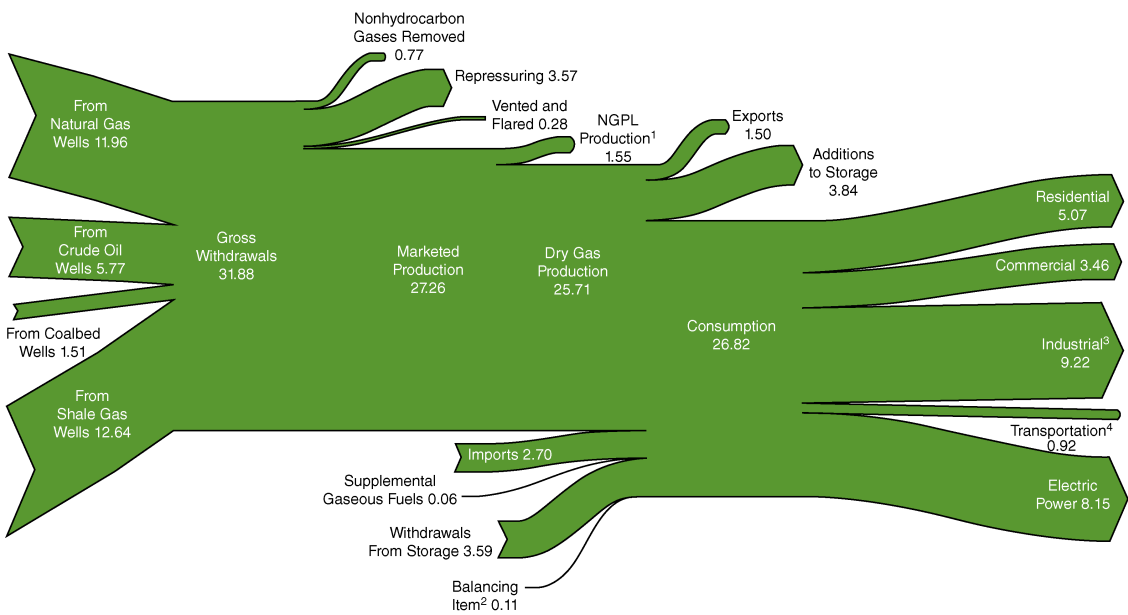 Nonhydrocarbon
Gases Removed
0.77
Repressuring 3.57
Vented and
Flared 0.28
NGPL
Production¹
1.55
Exports
1.50
Additions
to Storage
3.84
From
Natural Gas
Wells 11.96
From
Crude Oil
Wells 5.77
From Coalbed
Wells 1.51
From
Shale Gas
Wells 12.64
Gross
Withdrawals
31.88
Marketed
Production
27.26
Dry Gas
Production
25.71
Consumption
26.82
Residential
5.07
Commercial 3.46
Industrial³
9.22
Transportation⁴
0.92
Electric
Power 8.15
Imports 2.70
Supplemental
Gaseous Fuels 0.06
Withdrawals
From Storage 3.59
Balancing
Item² 0.11